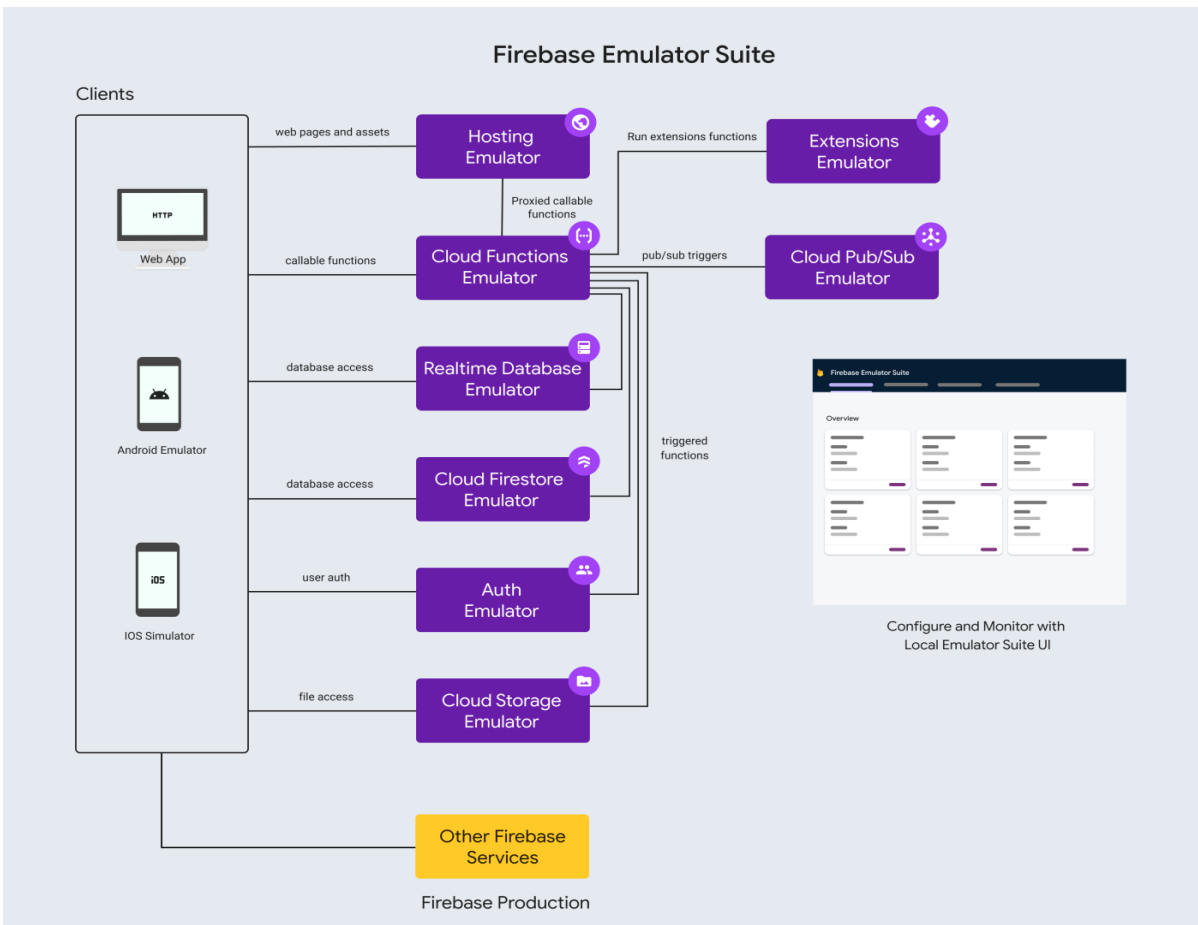 Firebase Emulator Suite
Clients
web pages and assets
Hosting
Emulator
Run extensions functions
Extensions
Emulator
HTTP
Web App
Proxied callable
functions
callable functions
Cloud Functions
Emulator
pub/sub triggers
Cloud Pub/Sub
Emulator
database access
Realtime Database
Emulator
Android Emulator
database access
Cloud Firestore
Emulator
triggered
functions
Firebase Emulator Suite
Overview
iOS
IOS Simulator
user auth
Auth
Emulator
Configure and Monitor with
Local Emulator Suite UI
file access
Cloud Storage
Emulator
Other Firebase
Services
Firebase Production